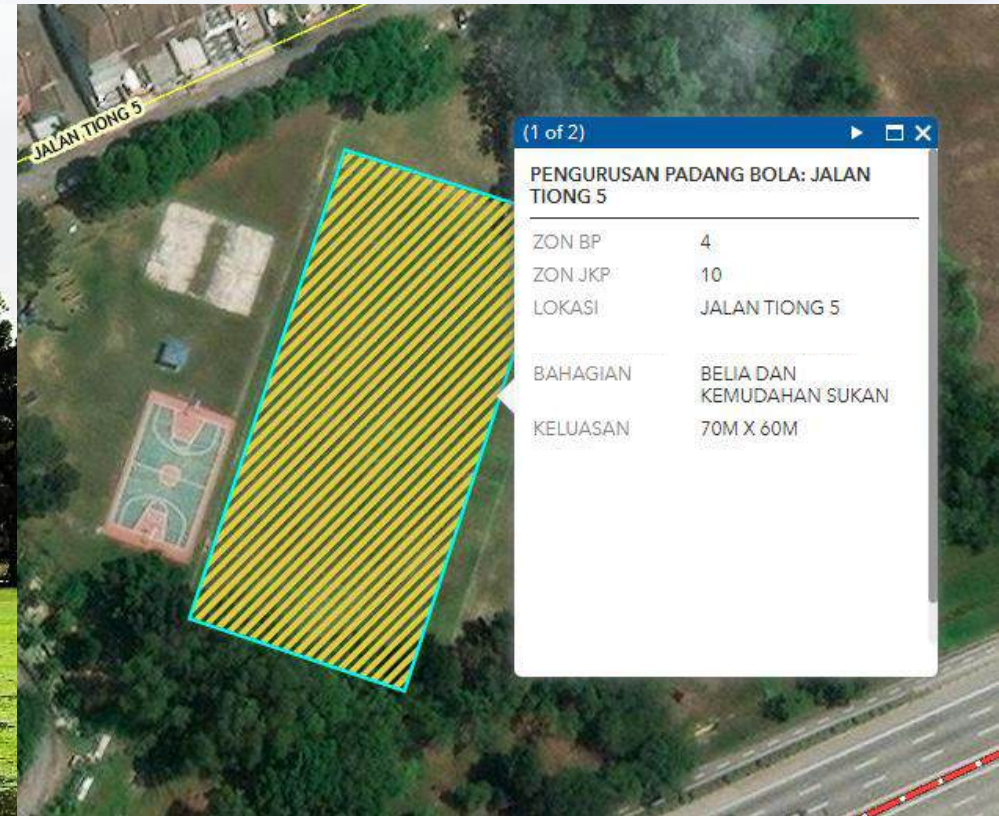 JALAN TIONG 5
(1 of 2)
PENGURUSAN PADANG BOLA: JALAN
TIONG 5
ZON BP 4
ZON JKP 10
LOKASI JALAN TIONG 5
BAHAGIAN BELIA DAN
KEMUDAHAN SUKAN
KELUASAN 70M X 60M